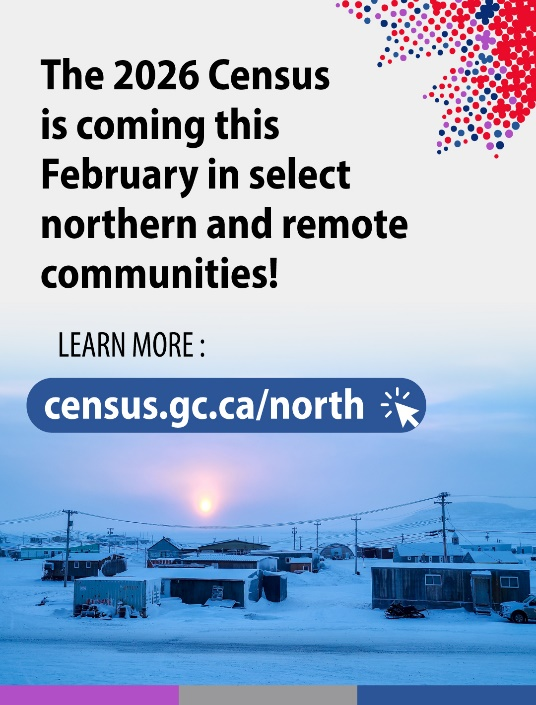 The 2026 Census
is coming this
February in select
northern and remote
communities!
LEARN MORE :
census.gc.ca/north